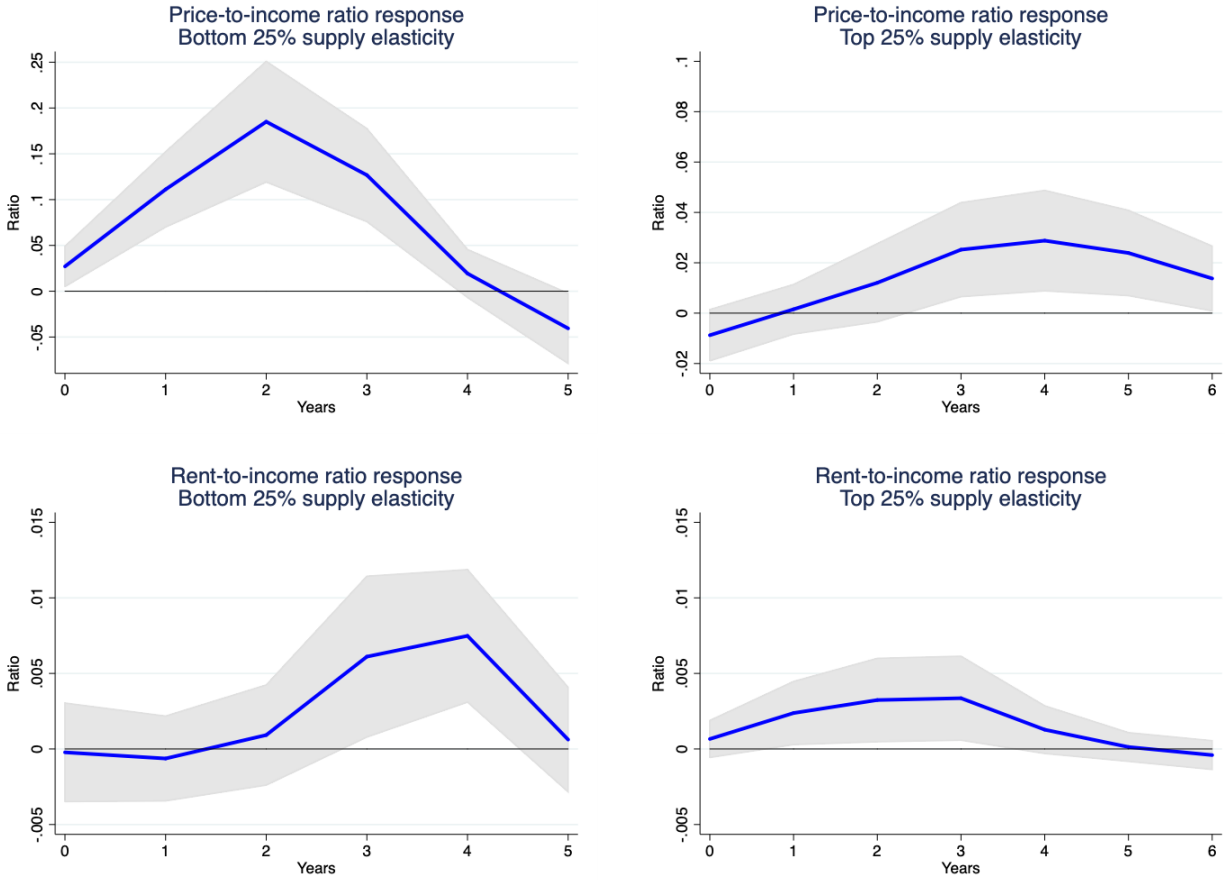 Price-to-income ratio response
Bottom 25% supply elasticity
.25
.2
.15
.1
.05
0
-.05
Ratio
0 1 2 3 4 5
Years
Price-to-income ratio response
Top 25% supply elasticity
.1
.08
.06
.04
.02
0
-.02
Ratio
0 1 2 3 4 5 6
Years
Rent-to-income ratio response
Bottom 25% supply elasticity
.015
.01
.005
0
-.005
Ratio
0 1 2 3 4 5
Years
Rent-to-income ratio response
Top 25% supply elasticity
.015
.01
.005
0
-.005
Ratio
0 1 2 3 4 5 6
Years